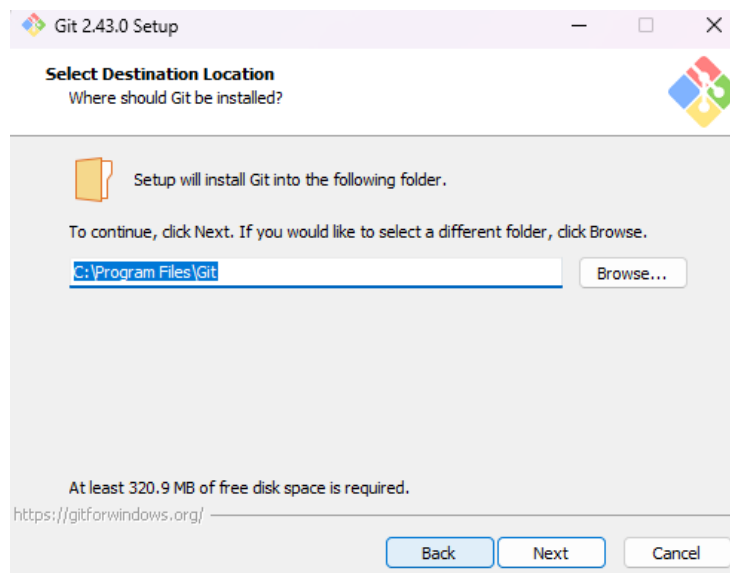 Git 2.43.0 Setup
Select Destination Location
Where should Git be installed?
Setup will install Git into the following folder.
To continue, click Next. If you would like to select a different folder, click Browse.
C:\Program Files\Git
Browse...
At least 320.9 MB of free disk space is required.
https://gitforwindows.org/
Back Next Cancel